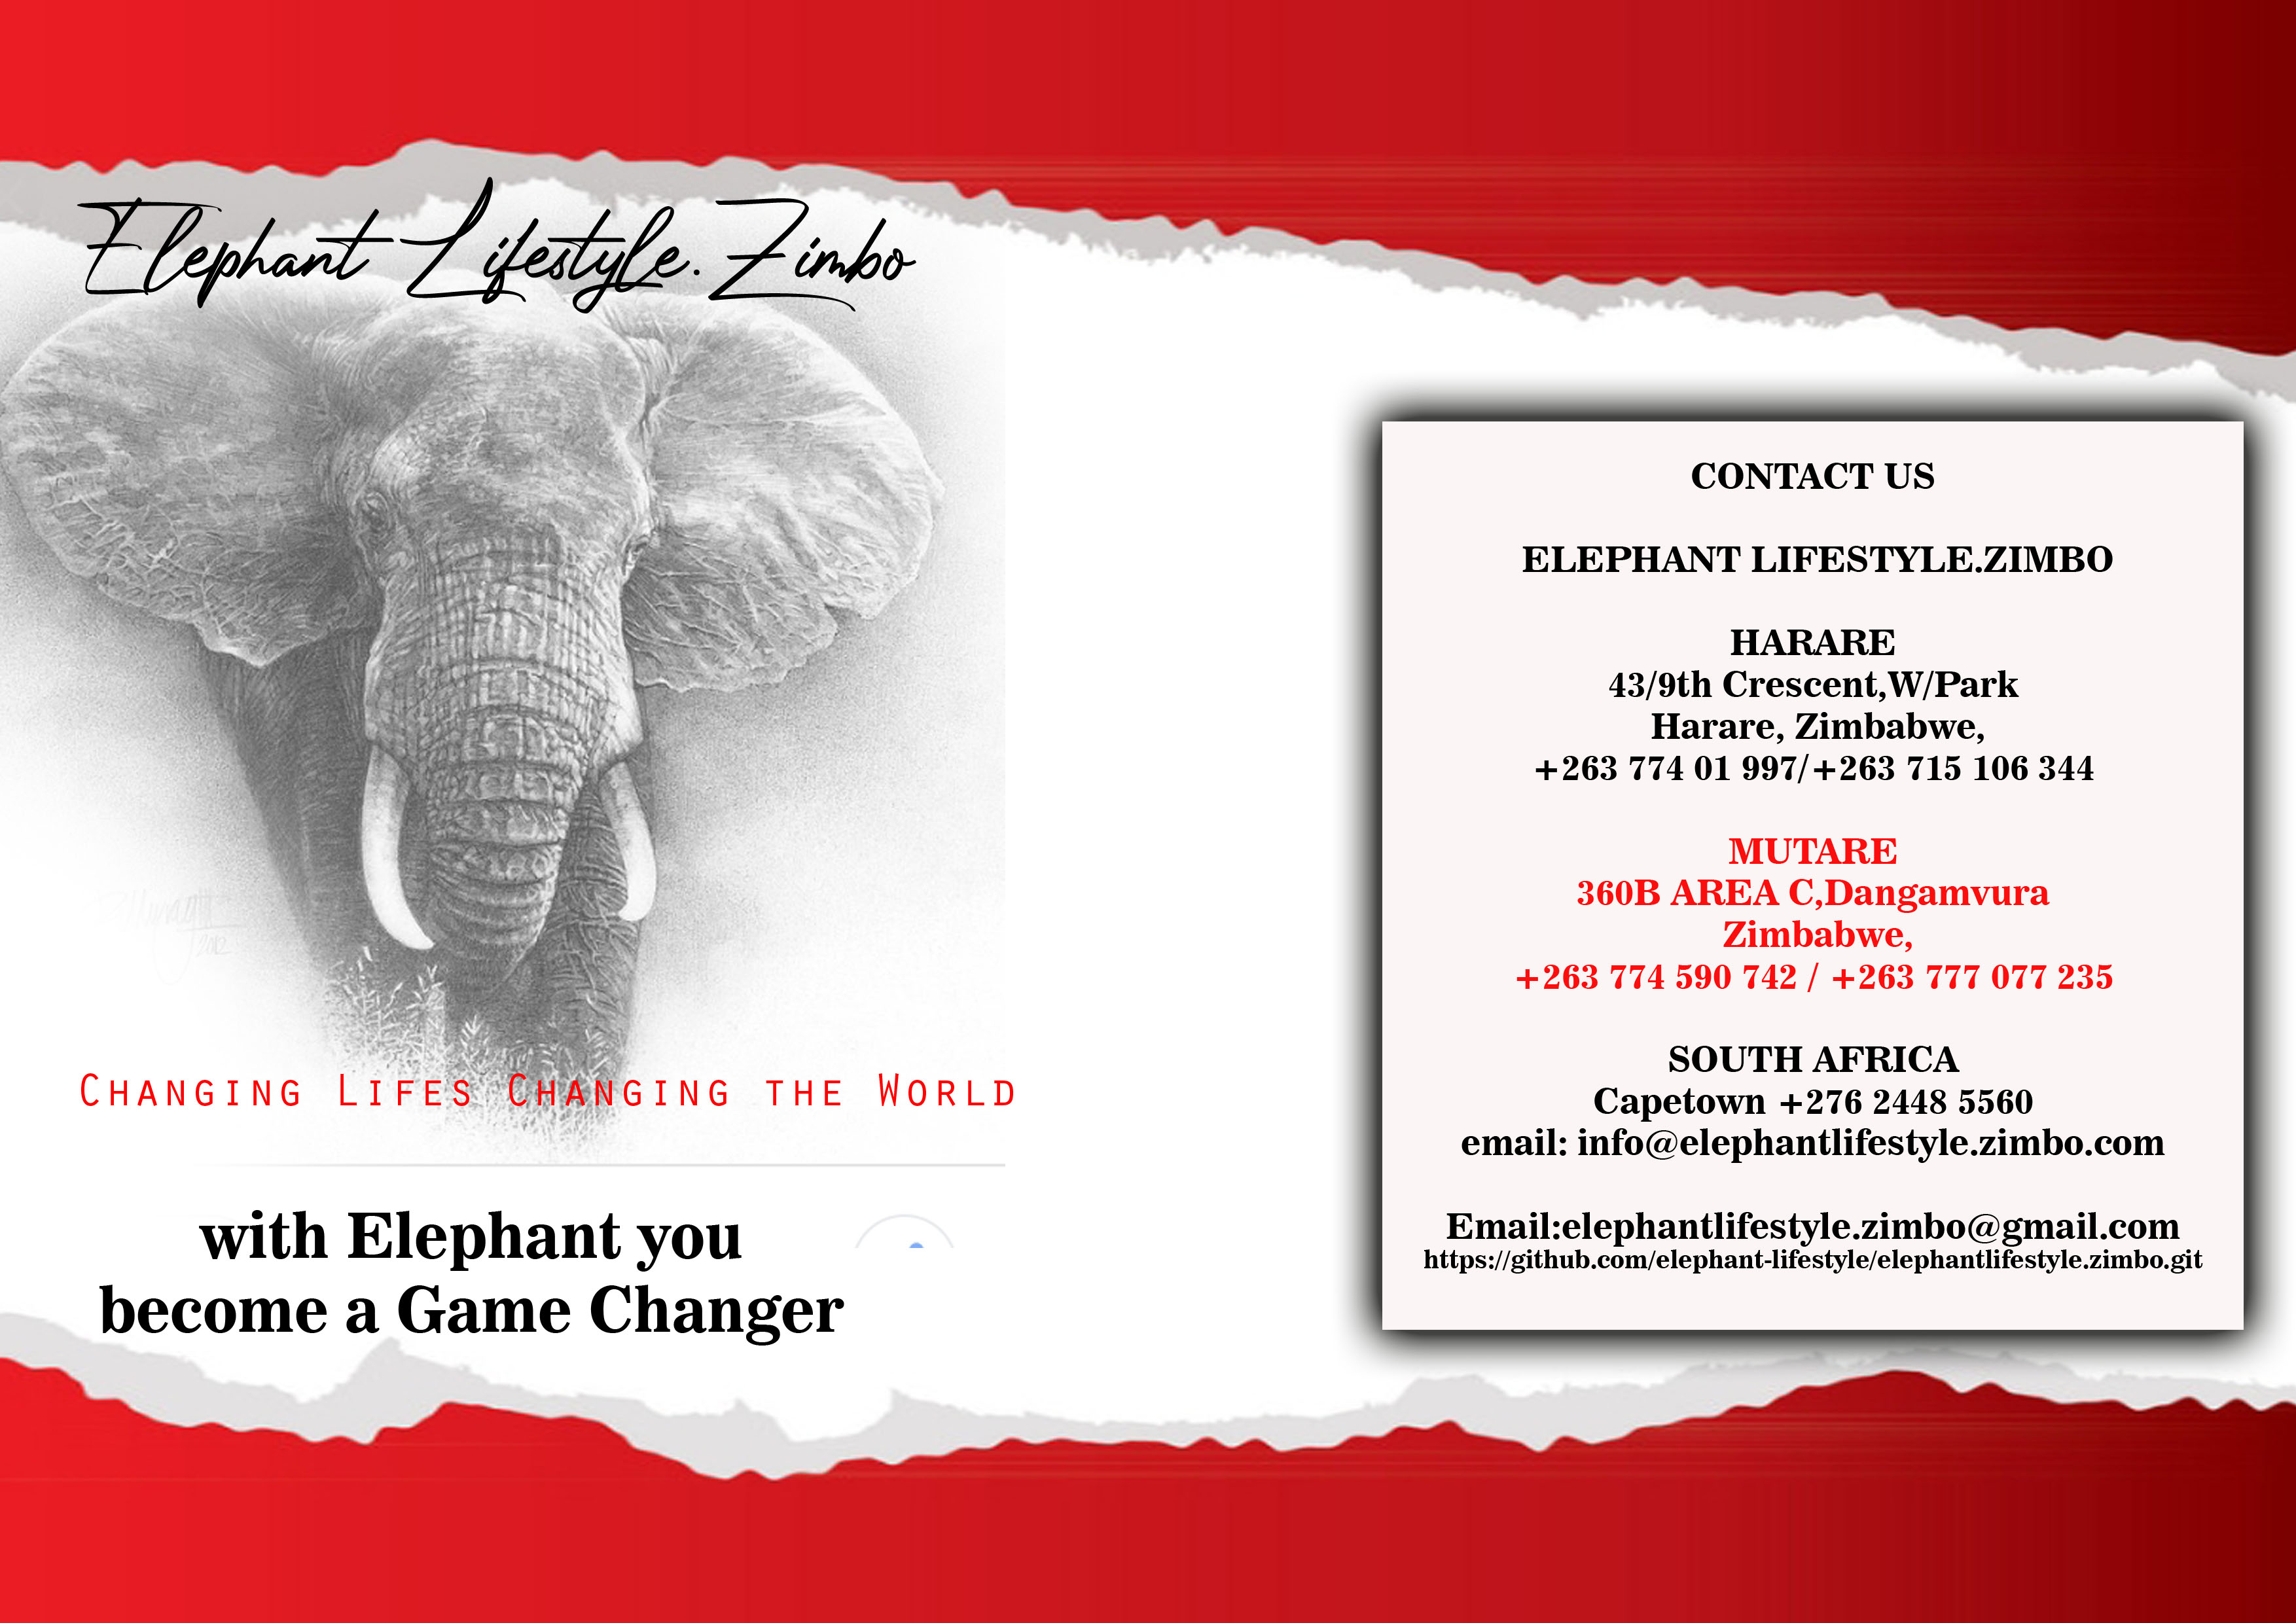 Elephant Lifestyle. Zimbo
Changing Lifes Changing the World
with Elephant you
become a Game Changer
CONTACT US
ELEPHANT LIFESTYLE.ZIMBO
HARARE
43/9th Crescent,W/Park
Harare, Zimbabwe,
+263 774 01 997/+263 715 106 344
MUTARE
360B AREA C,Dangamvura
Zimbabwe,
+263 774 590 742 / +263 777 077 235
SOUTH AFRICA
Capetown +276 2448 5560
email: info@elephantlifestyle.zimbo.com
Email:elephantlifestyle.zimbo@gmail.com
https://github.com/elephant-lifestyle/elephantlifestyle.zimbo.git